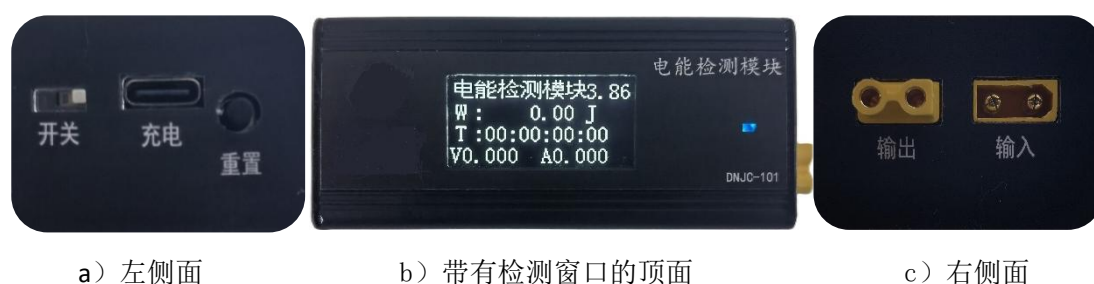 开关
充电
重置
电能检测模块
电能检测模块3.86
W: 0.00 J
T:00:00:00:00
V0.000 A0.000
DNJC-101
输出
输入
a）左侧面
b）带有检测窗口的顶面
c）右侧面